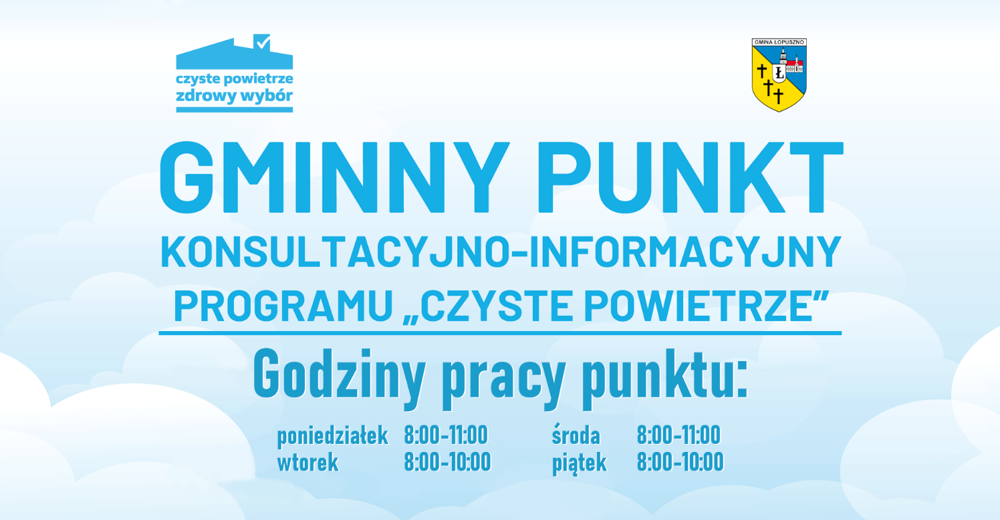 czyste powietrze
zdrowy wybór
GMINA ŁOPUSZNO
Ł
GMINNY PUNKT
KONSULTACYJNO-INFORMACYJNY
PROGRAMU „CZYSTE POWIETRZE”
Godziny pracy punktu:
poniedziałek 8:00-11:00 środa 8:00-11:00
wtorek 8:00-10:00 piątek 8:00-10:00